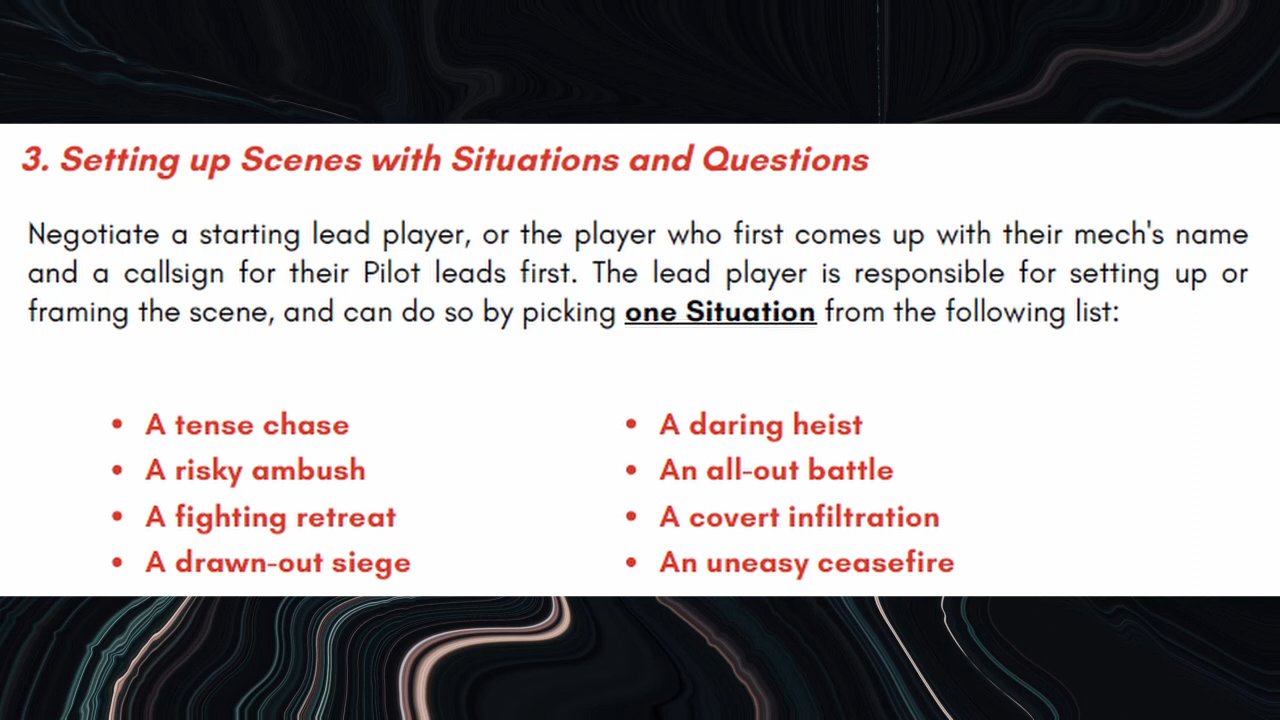 3. Setting up Scenes with Situations and Questions
Negotiate a starting lead player, or the player who first comes up with their mech's name
and a callsign for their Pilot leads first. The lead player is responsible for setting up or
framing the scene, and can do so by picking one Situation from the following list:
• A tense chase
• A risky ambush
• A fighting retreat
• A drawn-out siege
• A daring heist
• An all-out battle
• A covert infiltration
• An uneasy ceasefire